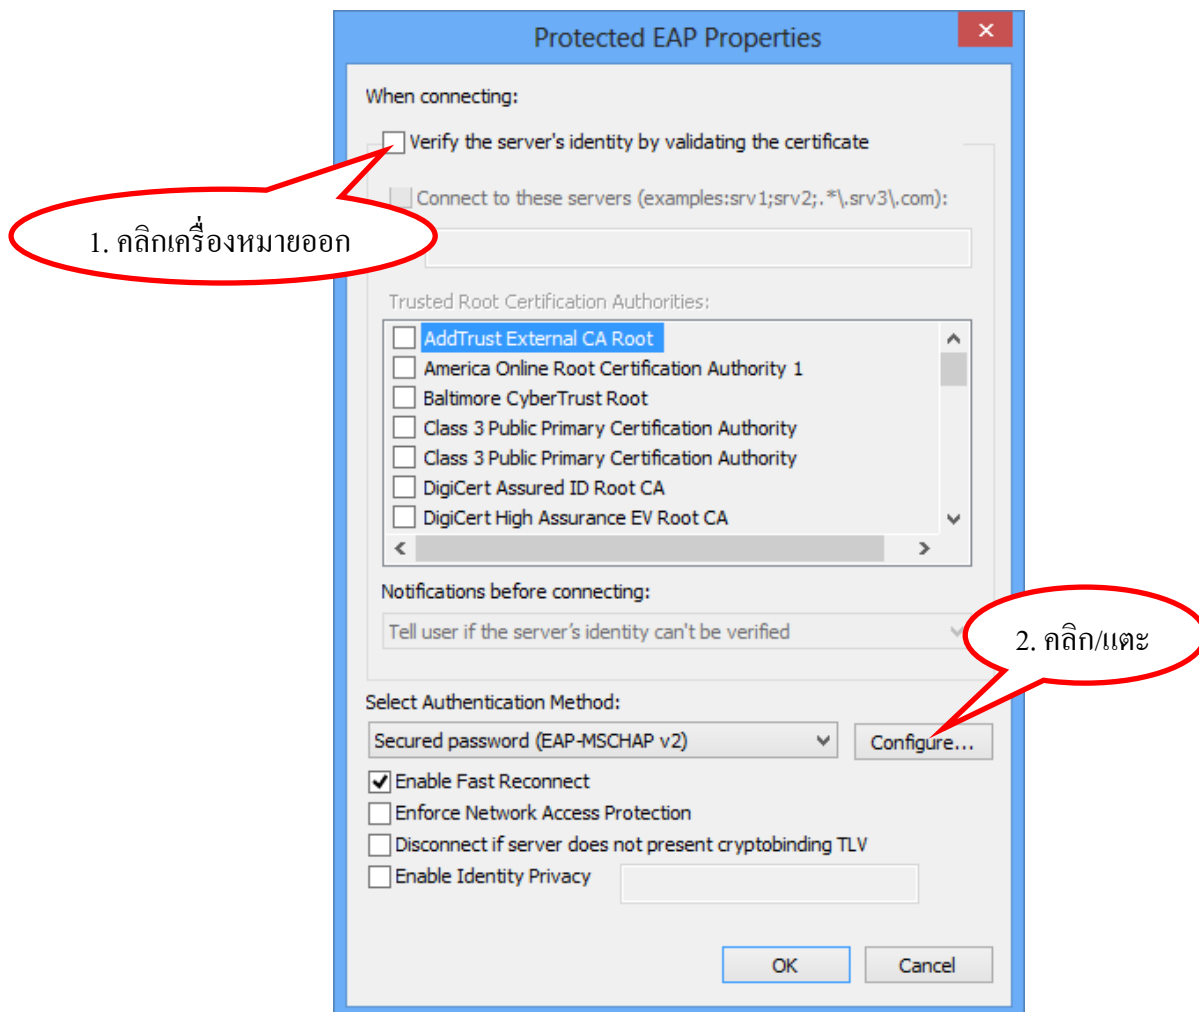 Protected EAP Properties
When connecting:
Verify the server's identity by validating the certificate
Connect to these servers (examples:srv1;srv2;.*\.srv3\.com):
1. คลิกเครื่องหมายออก
Trusted Root Certification Authorities:
AddTrust External CA Root
America Online Root Certification Authority 1
Baltimore CyberTrust Root
Class 3 Public Primary Certification Authority
Class 3 Public Primary Certification Authority
DigiCert Assured ID Root CA
DigiCert High Assurance EV Root CA
Notifications before connecting:
Tell user if the server's identity can't be verified
2. คลิก/แตะ
Select Authentication Method:
Secured password (EAP-MSCHAP v2)
Configure...
Enable Fast Reconnect
Enforce Network Access Protection
Disconnect if server does not present cryptobinding TLV
Enable Identity Privacy
OK
Cancel